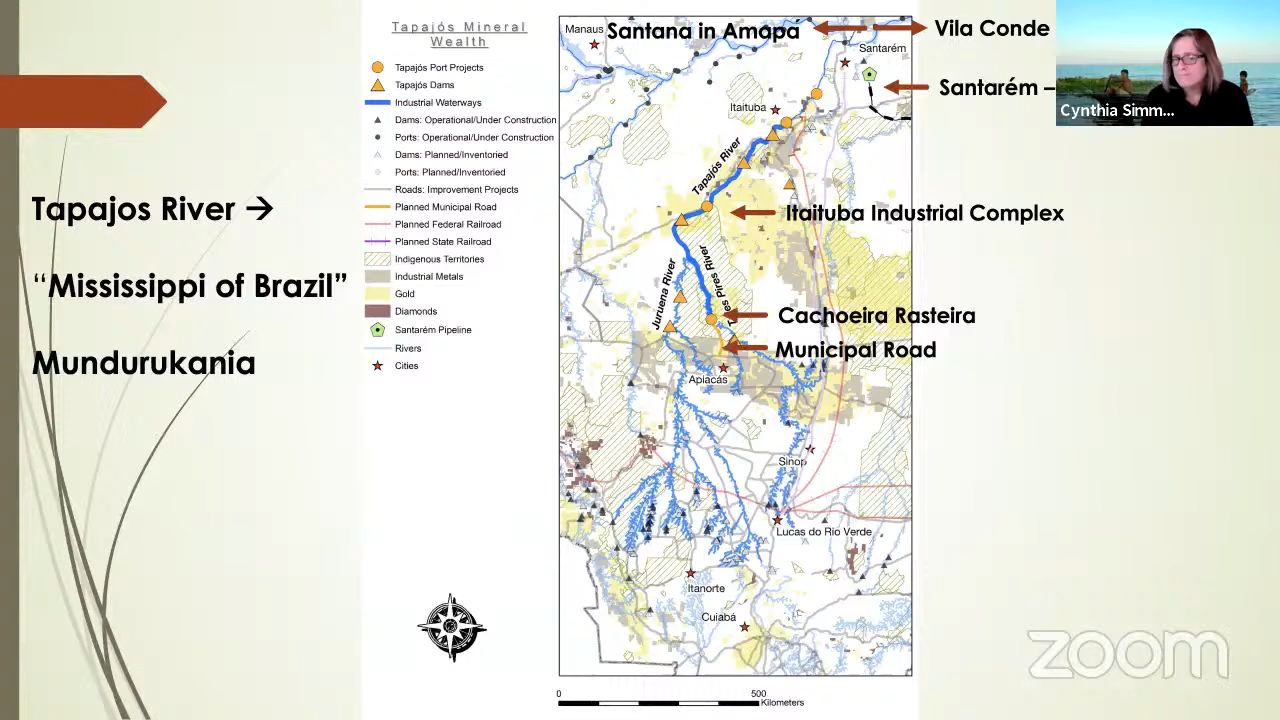 Tapajos River →
“Mississippi of Brazil”
Mundurukania
Tapajós Mineral
Wealth
Tapajós Port Projects
Tapajós Dams
Industrial Waterways
Dams: Operational/Under Construction
Ports: Operational/Under Construction
Dams: Planned/Inventoried
Ports: Planned/Inventoried
Roads: Improvement Projects
Planned Municipal Road
Planned Federal Railroad
Planned State Railroad
Indigenous Territories
Industrial Metals
Gold
Diamonds
Santarém Pipeline
Rivers
Cities
Manaus
Santana in Amopá
Vila Conde
Santarém
Santarém –
Itaituba
Tapajós River
Itaituba Industrial Complex
Juruena River
Pires River
Cachoeira Rasteira
Municipal Road
Apiacás
Sinop
Lucas do Rio Verde
Itanorte
Cuiabá
0 500
Kilometers
Cynthia Simm...
zoom